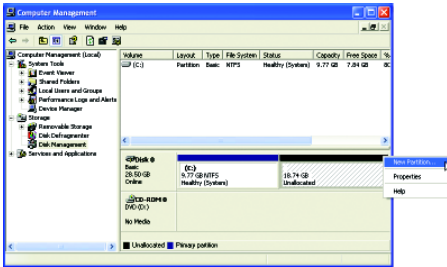 Computer Management
File Action View Window Help
Computer Management (Local)
System Tools
Event Viewer
Shared Folders
Local Users and Groups
Performance Logs and Alerts
Device Manager
Storage
Removable Storage
Disk Defragmenter
Disk Management
Services and Applications
Volume Layout Type File System Status Capacity Free Space %
(C:) Partition Basic NTFS Healthy (System) 9.77 GB 7.84 GB 80
Disk 0
Basic
28.50 GB
Online
(C:)
9.77 GB NTFS
Healthy (System)
18.74 GB
Unallocated
CD-ROM 0
DVD (D:)
No Media
Unallocated Primary partition
New Partition...
Properties
Help